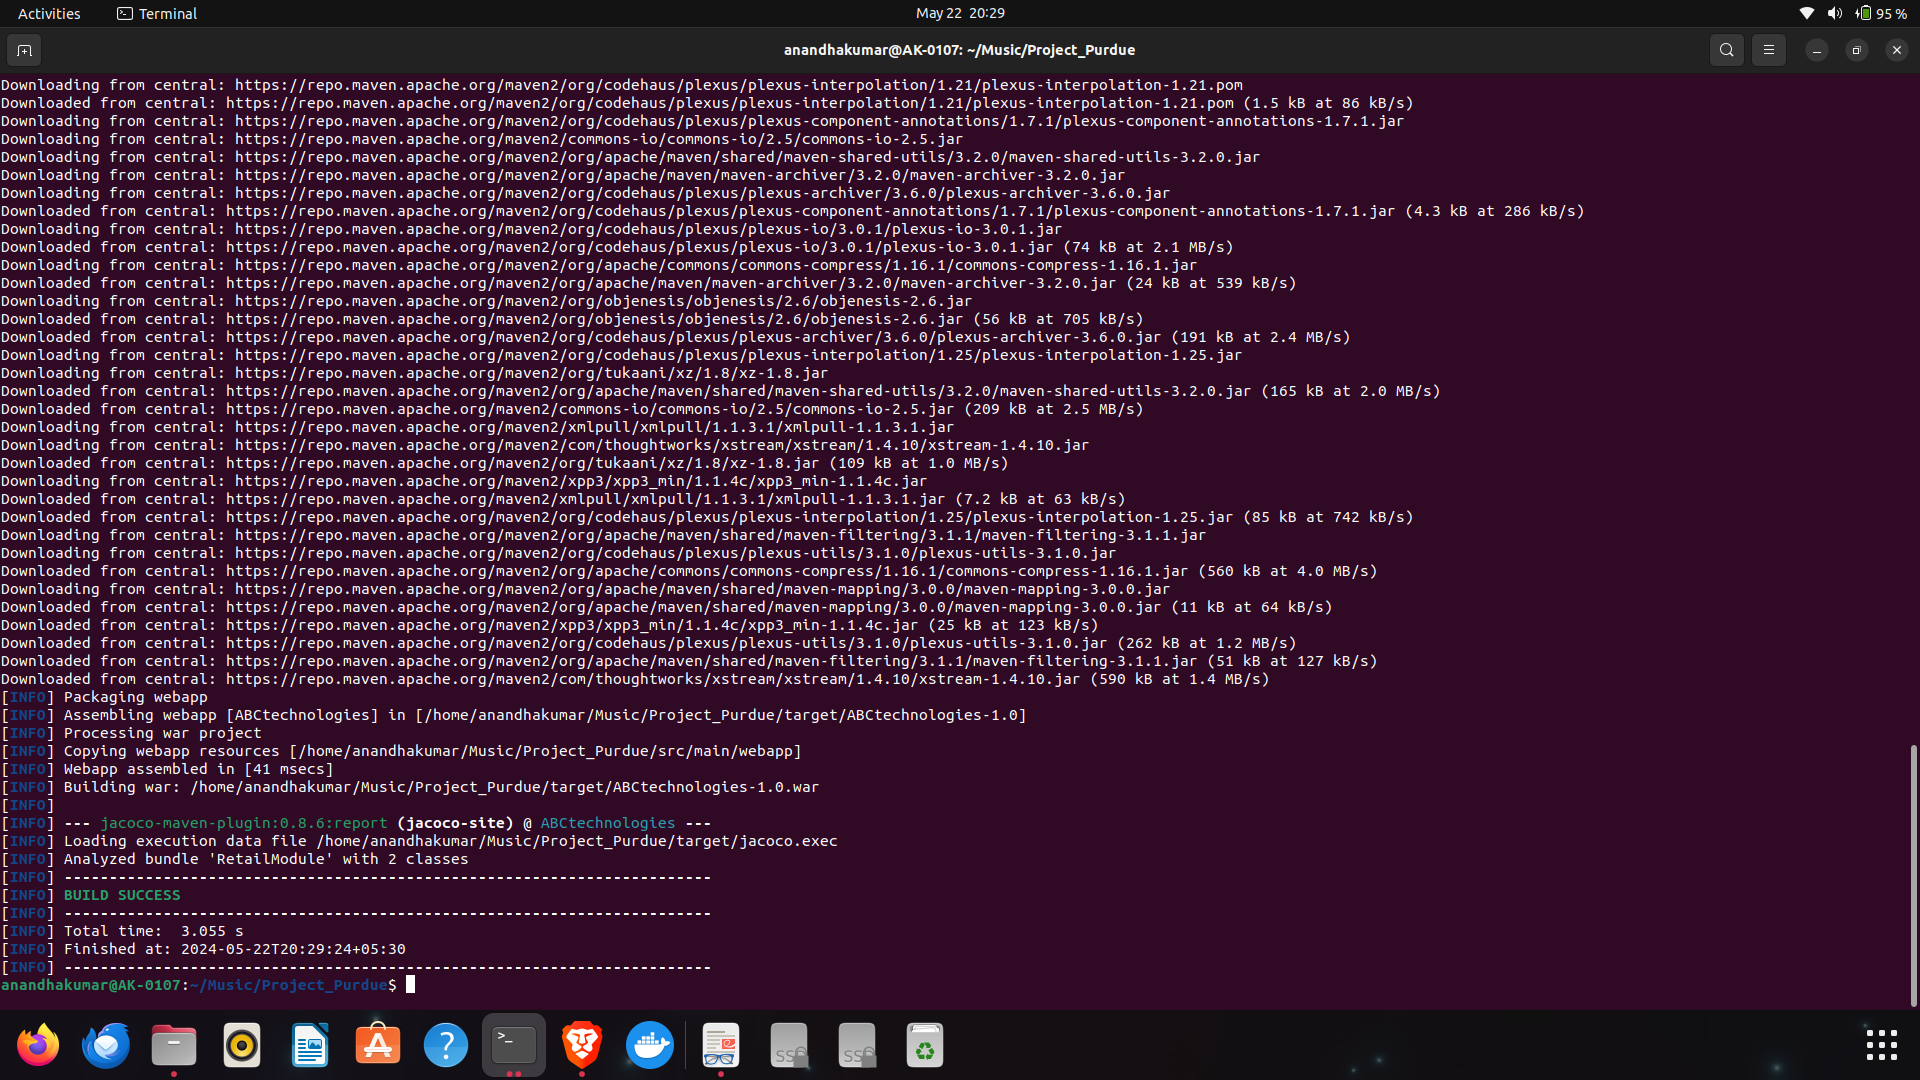 Activities
Terminal
May 22 20:29
95 %
anandhakumar@AK-0107: ~/Music/Project_Purdue
Downloading from central: https://repo.maven.apache.org/maven2/org/codehaus/plexus/plexus-interpolation/1.21/plexus-interpolation-1.21.pom
Downloaded from central: https://repo.maven.apache.org/maven2/org/codehaus/plexus/plexus-interpolation/1.21/plexus-interpolation-1.21.pom (1.5 kB at 86 kB/s)
Downloading from central: https://repo.maven.apache.org/maven2/org/codehaus/plexus/plexus-component-annotations/1.7.1/plexus-component-annotations-1.7.1.jar
Downloading from central: https://repo.maven.apache.org/maven2/commons-io/commons-io/2.5/commons-io-2.5.jar
Downloading from central: https://repo.maven.apache.org/maven2/org/apache/maven/shared/maven-shared-utils/3.2.0/maven-shared-utils-3.2.0.jar
Downloading from central: https://repo.maven.apache.org/maven2/org/apache/maven/maven-archiver/3.2.0/maven-archiver-3.2.0.jar
Downloading from central: https://repo.maven.apache.org/maven2/org/codehaus/plexus/plexus-archiver/3.6.0/plexus-archiver-3.6.0.jar
Downloaded from central: https://repo.maven.apache.org/maven2/org/codehaus/plexus/plexus-component-annotations/1.7.1/plexus-component-annotations-1.7.1.jar (4.3 kB at 286 kB/s)
Downloading from central: https://repo.maven.apache.org/maven2/org/codehaus/plexus/plexus-io/3.0.1/plexus-io-3.0.1.jar
Downloaded from central: https://repo.maven.apache.org/maven2/org/codehaus/plexus/plexus-io/3.0.1/plexus-io-3.0.1.jar (74 kB at 2.1 MB/s)
Downloading from central: https://repo.maven.apache.org/maven2/org/apache/commons/commons-compress/1.16.1/commons-compress-1.16.1.jar
Downloaded from central: https://repo.maven.apache.org/maven2/org/apache/maven/maven-archiver/3.2.0/maven-archiver-3.2.0.jar (24 kB at 539 kB/s)
Downloading from central: https://repo.maven.apache.org/maven2/org/objenesis/objenesis/2.6/objenesis-2.6.jar
Downloaded from central: https://repo.maven.apache.org/maven2/org/objenesis/objenesis/2.6/objenesis-2.6.jar (56 kB at 705 kB/s)
Downloaded from central: https://repo.maven.apache.org/maven2/org/codehaus/plexus/plexus-archiver/3.6.0/plexus-archiver-3.6.0.jar (191 kB at 2.4 MB/s)
Downloading from central: https://repo.maven.apache.org/maven2/org/codehaus/plexus/plexus-interpolation/1.25/plexus-interpolation-1.25.jar
Downloading from central: https://repo.maven.apache.org/maven2/org/tukaani/xz/1.8/xz-1.8.jar
Downloaded from central: https://repo.maven.apache.org/maven2/org/apache/maven/shared/maven-shared-utils/3.2.0/maven-shared-utils-3.2.0.jar (165 kB at 2.0 MB/s)
Downloaded from central: https://repo.maven.apache.org/maven2/commons-io/commons-io/2.5/commons-io-2.5.jar (209 kB at 2.5 MB/s)
Downloading from central: https://repo.maven.apache.org/maven2/xmlpull/xmlpull/1.1.3.1/xmlpull-1.1.3.1.jar
Downloading from central: https://repo.maven.apache.org/maven2/com/thoughtworks/xstream/xstream/1.4.10/xstream-1.4.10.jar
Downloaded from central: https://repo.maven.apache.org/maven2/org/tukaani/xz/1.8/xz-1.8.jar (109 kB at 1.0 MB/s)
Downloading from central: https://repo.maven.apache.org/maven2/xpp3/xpp3_min/1.1.4c/xpp3_min-1.1.4c.jar
Downloaded from central: https://repo.maven.apache.org/maven2/xmlpull/xmlpull/1.1.3.1/xmlpull-1.1.3.1.jar (7.2 kB at 63 kB/s)
Downloaded from central: https://repo.maven.apache.org/maven2/org/codehaus/plexus/plexus-interpolation/1.25/plexus-interpolation-1.25.jar (85 kB at 742 kB/s)
Downloading from central: https://repo.maven.apache.org/maven2/org/apache/maven/shared/maven-filtering/3.1.1/maven-filtering-3.1.1.jar
Downloading from central: https://repo.maven.apache.org/maven2/org/codehaus/plexus/plexus-utils/3.1.0/plexus-utils-3.1.0.jar
Downloaded from central: https://repo.maven.apache.org/maven2/org/apache/commons/commons-compress/1.16.1/commons-compress-1.16.1.jar (560 kB at 4.0 MB/s)
Downloading from central: https://repo.maven.apache.org/maven2/org/apache/maven/shared/maven-mapping/3.0.0/maven-mapping-3.0.0.jar
Downloaded from central: https://repo.maven.apache.org/maven2/org/apache/maven/shared/maven-mapping/3.0.0/maven-mapping-3.0.0.jar (11 kB at 64 kB/s)
Downloaded from central: https://repo.maven.apache.org/maven2/xpp3/xpp3_min/1.1.4c/xpp3_min-1.1.4c.jar (25 kB at 123 kB/s)
Downloaded from central: https://repo.maven.apache.org/maven2/org/codehaus/plexus/plexus-utils/3.1.0/plexus-utils-3.1.0.jar (262 kB at 1.2 MB/s)
Downloaded from central: https://repo.maven.apache.org/maven2/org/apache/maven/shared/maven-filtering/3.1.1/maven-filtering-3.1.1.jar (51 kB at 127 kB/s)
Downloaded from central: https://repo.maven.apache.org/maven2/com/thoughtworks/xstream/xstream/1.4.10/xstream-1.4.10.jar (590 kB at 1.4 MB/s)
[INFO] Packaging webapp
[INFO] Assembling webapp [ABCtechnologies] in [/home/anandhakumar/Music/Project_Purdue/target/ABCtechnologies-1.0]
[INFO] Processing war project
[INFO] Copying webapp resources [/home/anandhakumar/Music/Project_Purdue/src/main/webapp]
[INFO] Webapp assembled in [41 msecs]
[INFO] Building war: /home/anandhakumar/Music/Project_Purdue/target/ABCtechnologies-1.0.war
[INFO]
[INFO] --- jacoco-maven-plugin:0.8.6:report (jacoco-site) @ ABCtechnologies ---
[INFO] Loading execution data file /home/anandhakumar/Music/Project_Purdue/target/jacoco.exec
[INFO] Analyzed bundle 'RetailModule' with 2 classes
[INFO] ------------------------------------------------------------------------
[INFO] BUILD SUCCESS
[INFO] ------------------------------------------------------------------------
[INFO] Total time:  3.055 s
[INFO] Finished at: 2024-05-22T20:29:24+05:30
[INFO] ------------------------------------------------------------------------
anandhakumar@AK-0107:~/Music/Project_Purdue$